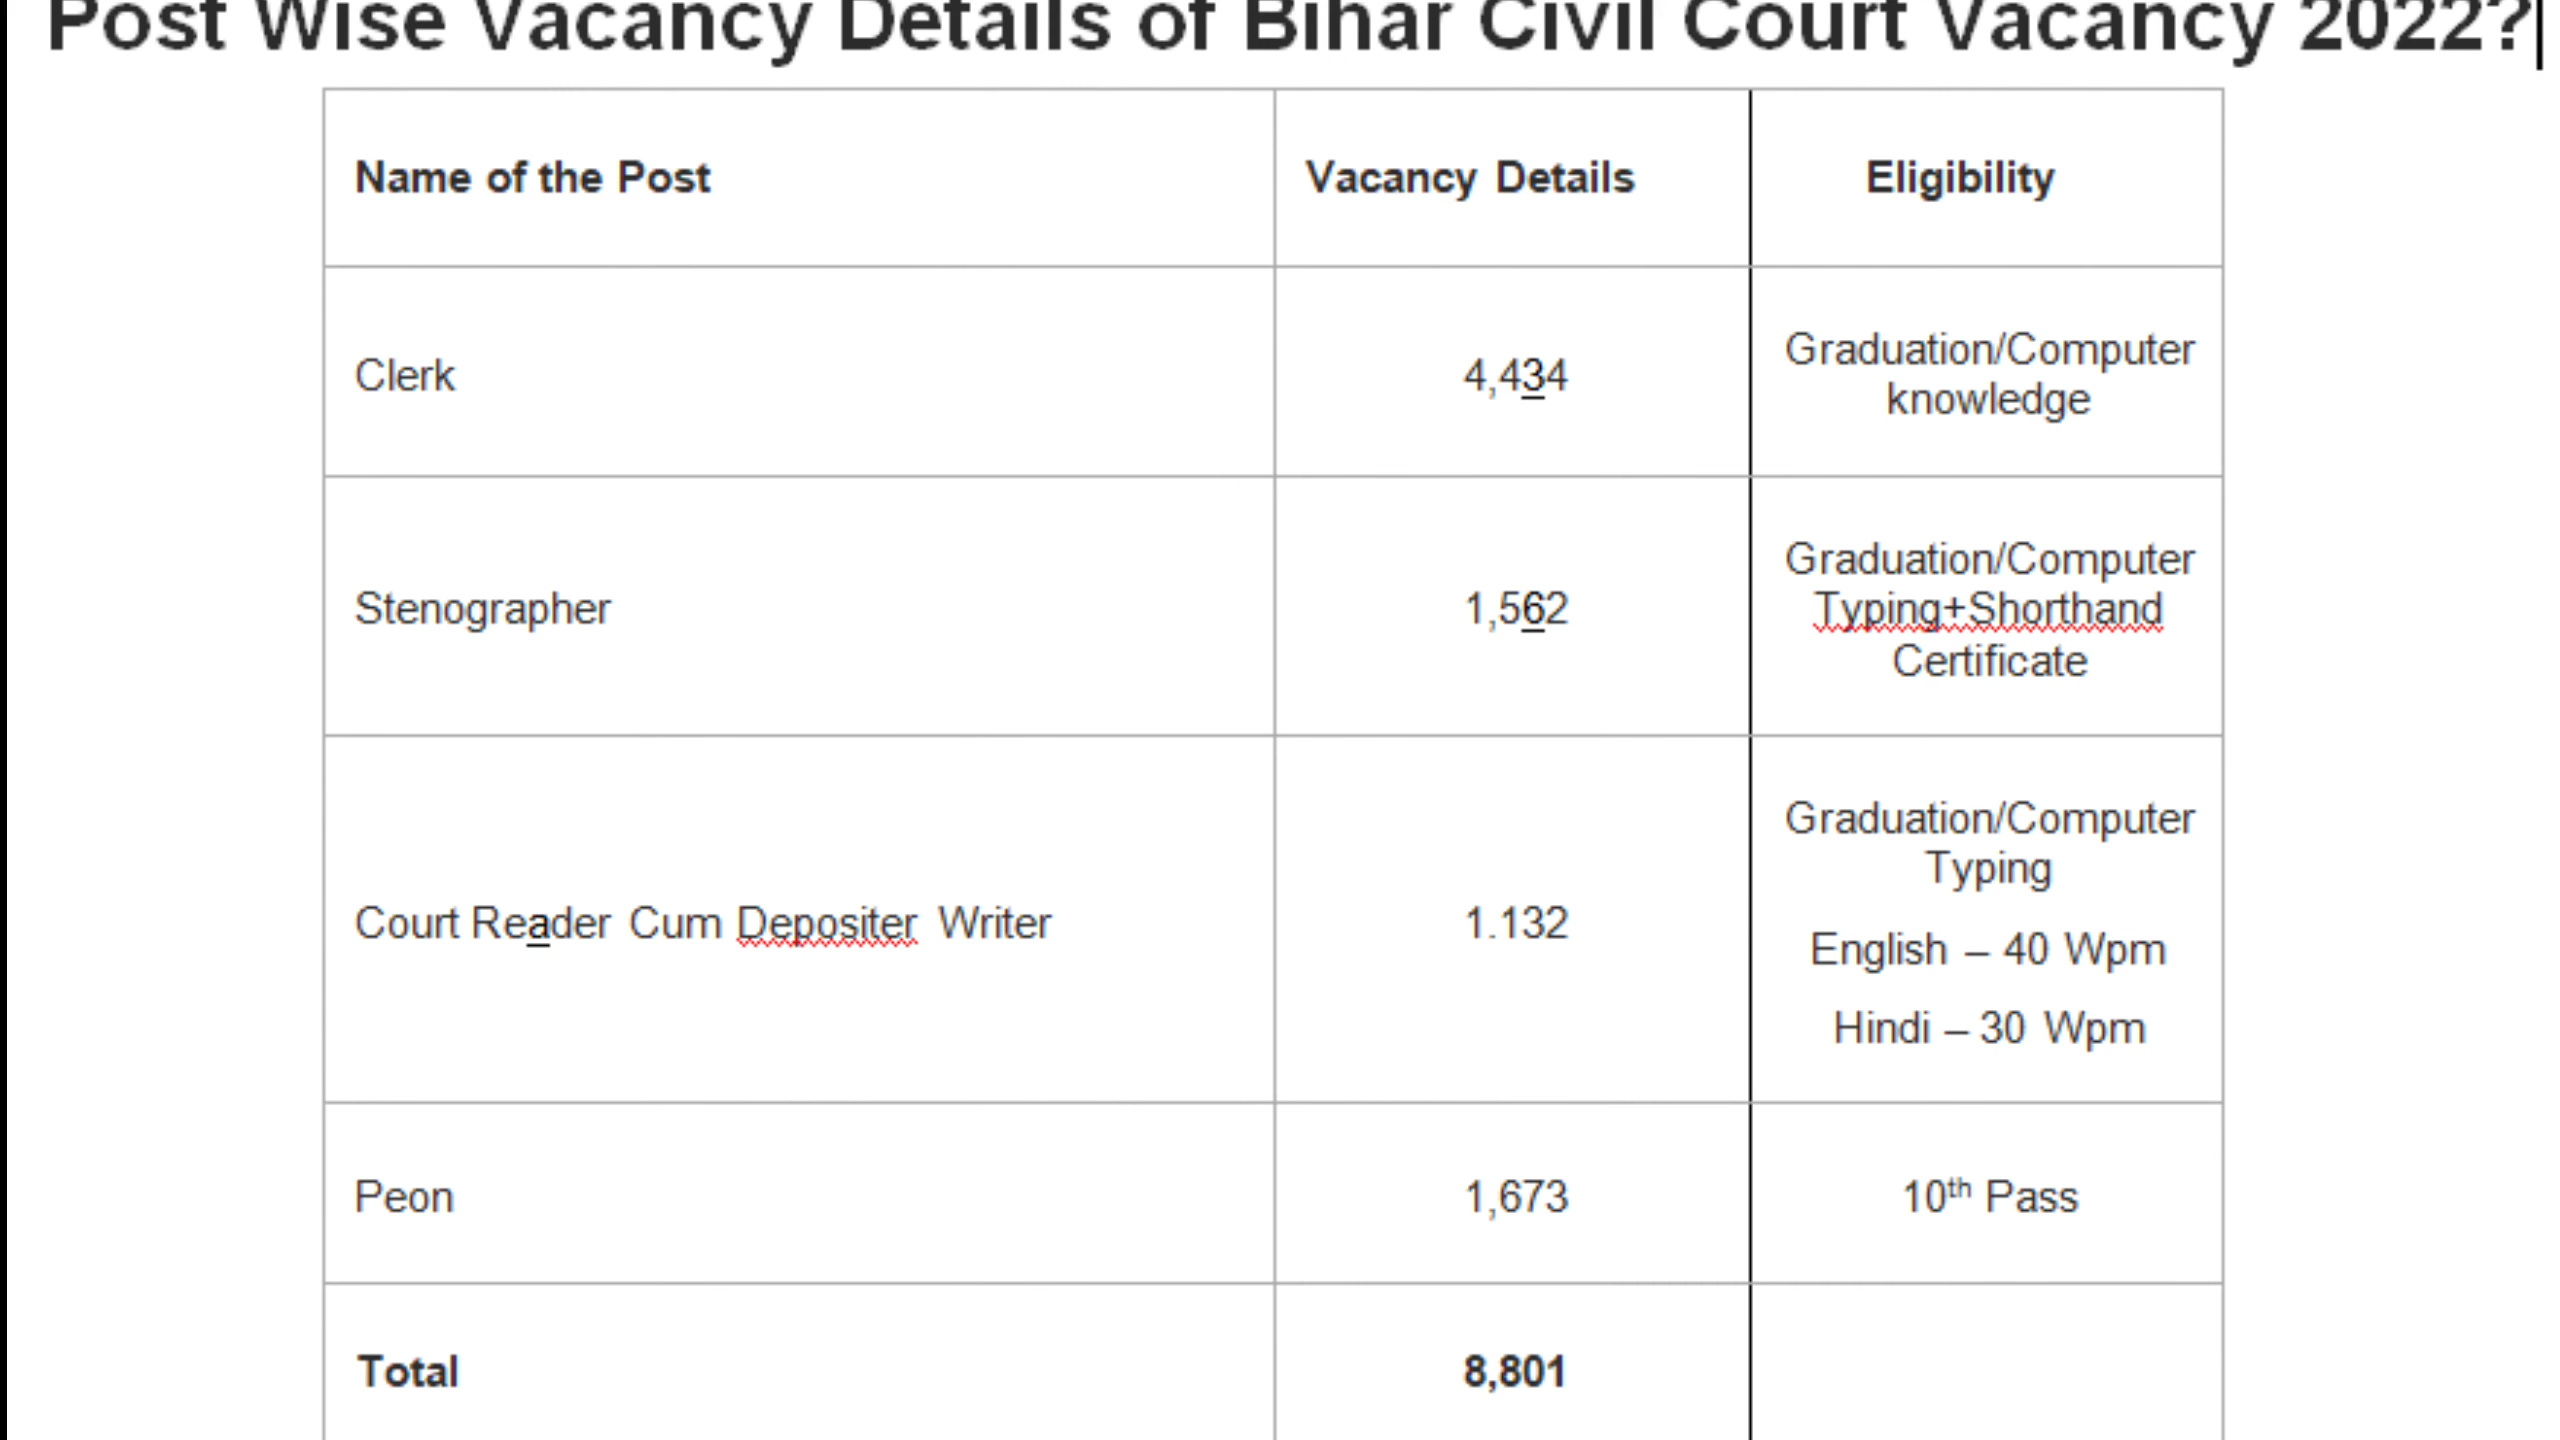 Post Wise Vacancy Details of Bihar Civil Court Vacancy 2022?
Name of the Post Vacancy Details Eligibility
Clerk 4,434 Graduation/Computer
knowledge
Stenographer 1,562 Graduation/Computer
Typing+Shorthand
Certificate
Court Reader Cum Depositer Writer 1.132 Graduation/Computer
Typing
English – 40 Wpm
Hindi – 30 Wpm
Peon 1,673 10th Pass
Total 8,801